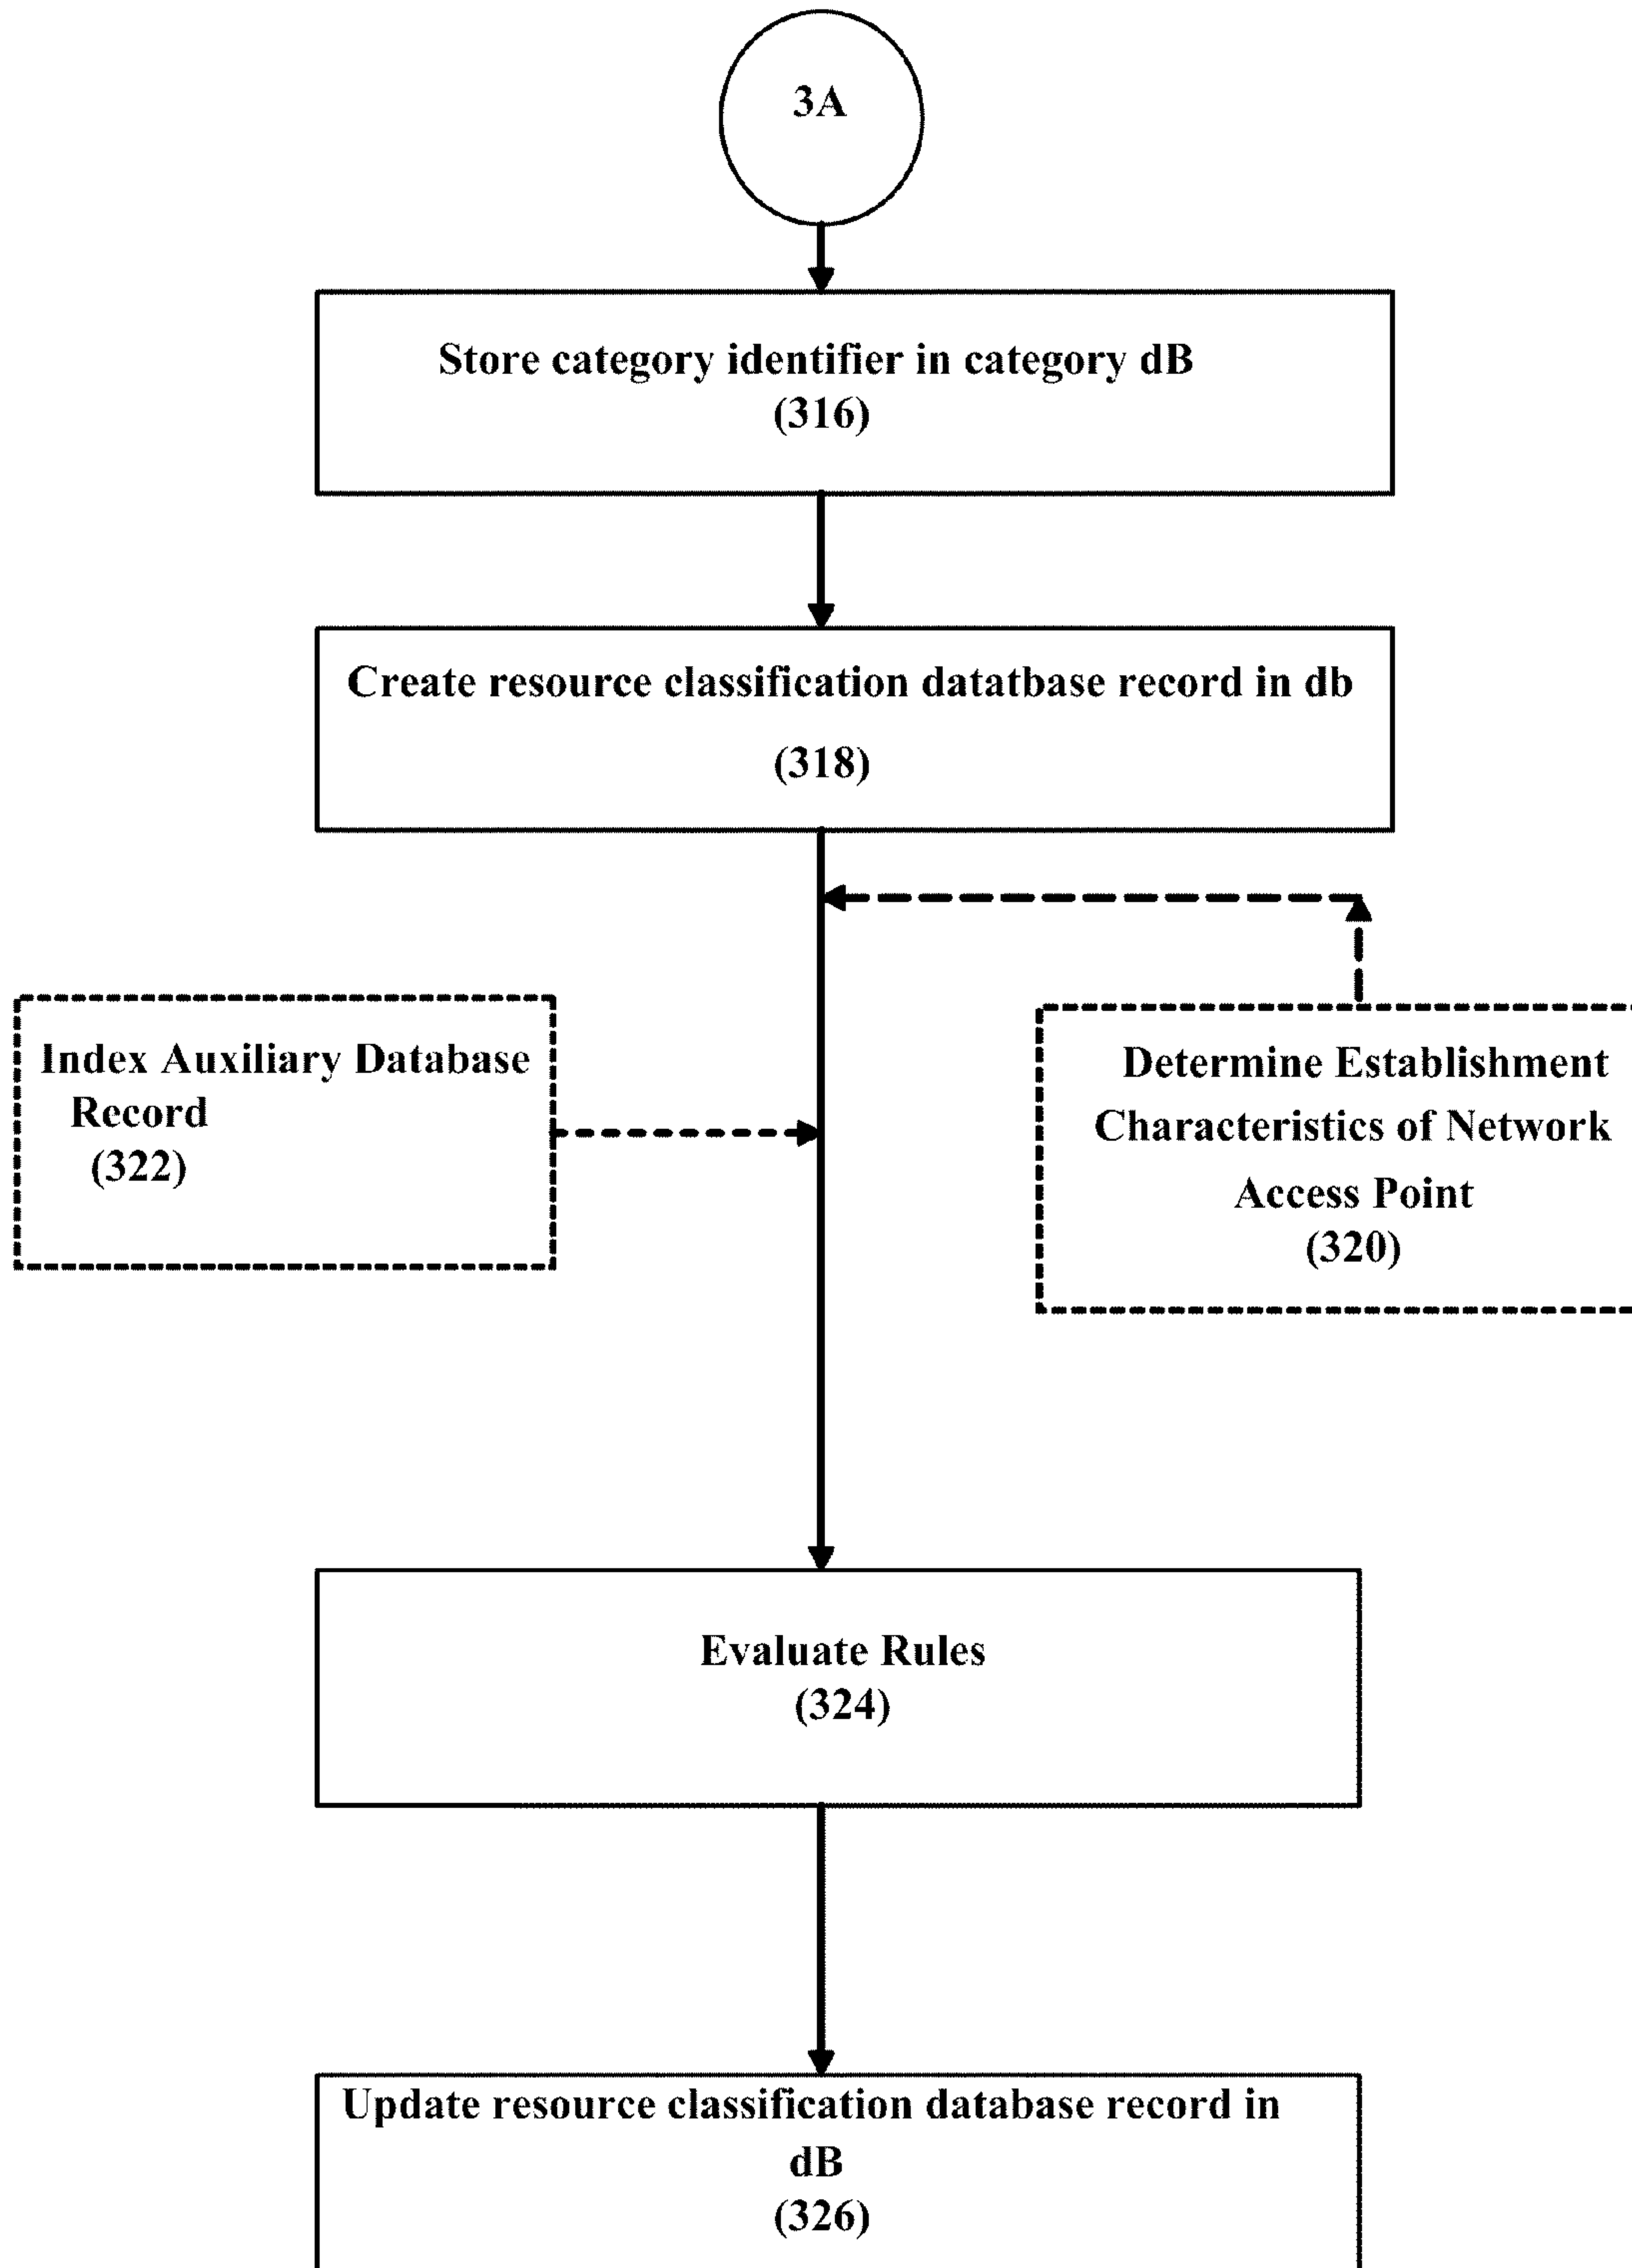 3A
Store category identifier in category dB
(316)
Create resource classification datatbase record in db
(318)
Index Auxiliary Database
Record
(322)
Determine Establishment
Characteristics of Network
Access Point
(320)
Evaluate Rules
(324)
Update resource classification database record in
dB
(326)